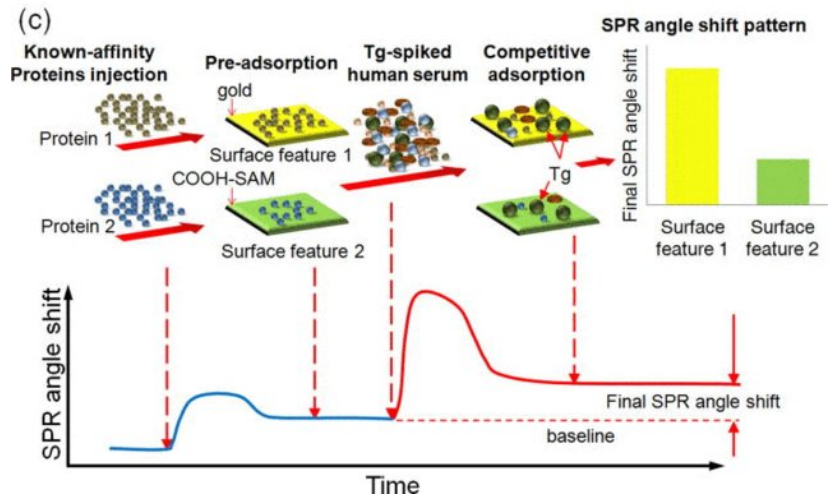 (c)
Known-affinity
Proteins injection
Pre-adsorption
Tg-spiked
human serum
Competitive
adsorption
SPR angle shift pattern
gold
Protein 1
Surface feature 1
COOH-SAM
Protein 2
Surface feature 2
Tg
Final SPR angle shift
Surface
feature 1
Surface
feature 2
SPR angle shift
Final SPR angle shift
baseline
Time